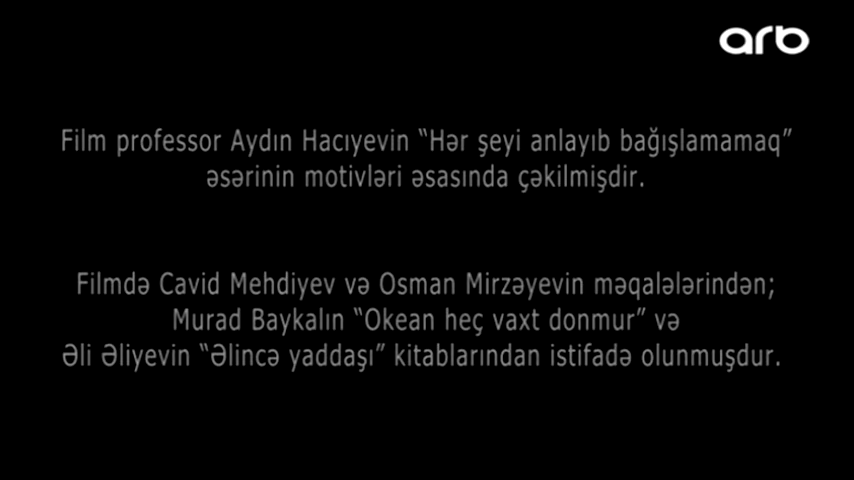 arb
Film professor Aydın Hacıyevin “Hər şeyi anlayıb bağışlamamaq”
əsərinin motivləri əsasında çəkilmişdir.
Filmdə Cavid Mehdiyev və Osman Mirzəyevin məqalələrindən;
Murad Baykalın “Okean heç vaxt donmur” və
Əli Əliyevin “Əlincə yaddaşı” kitablarından istifadə olunmuşdur.